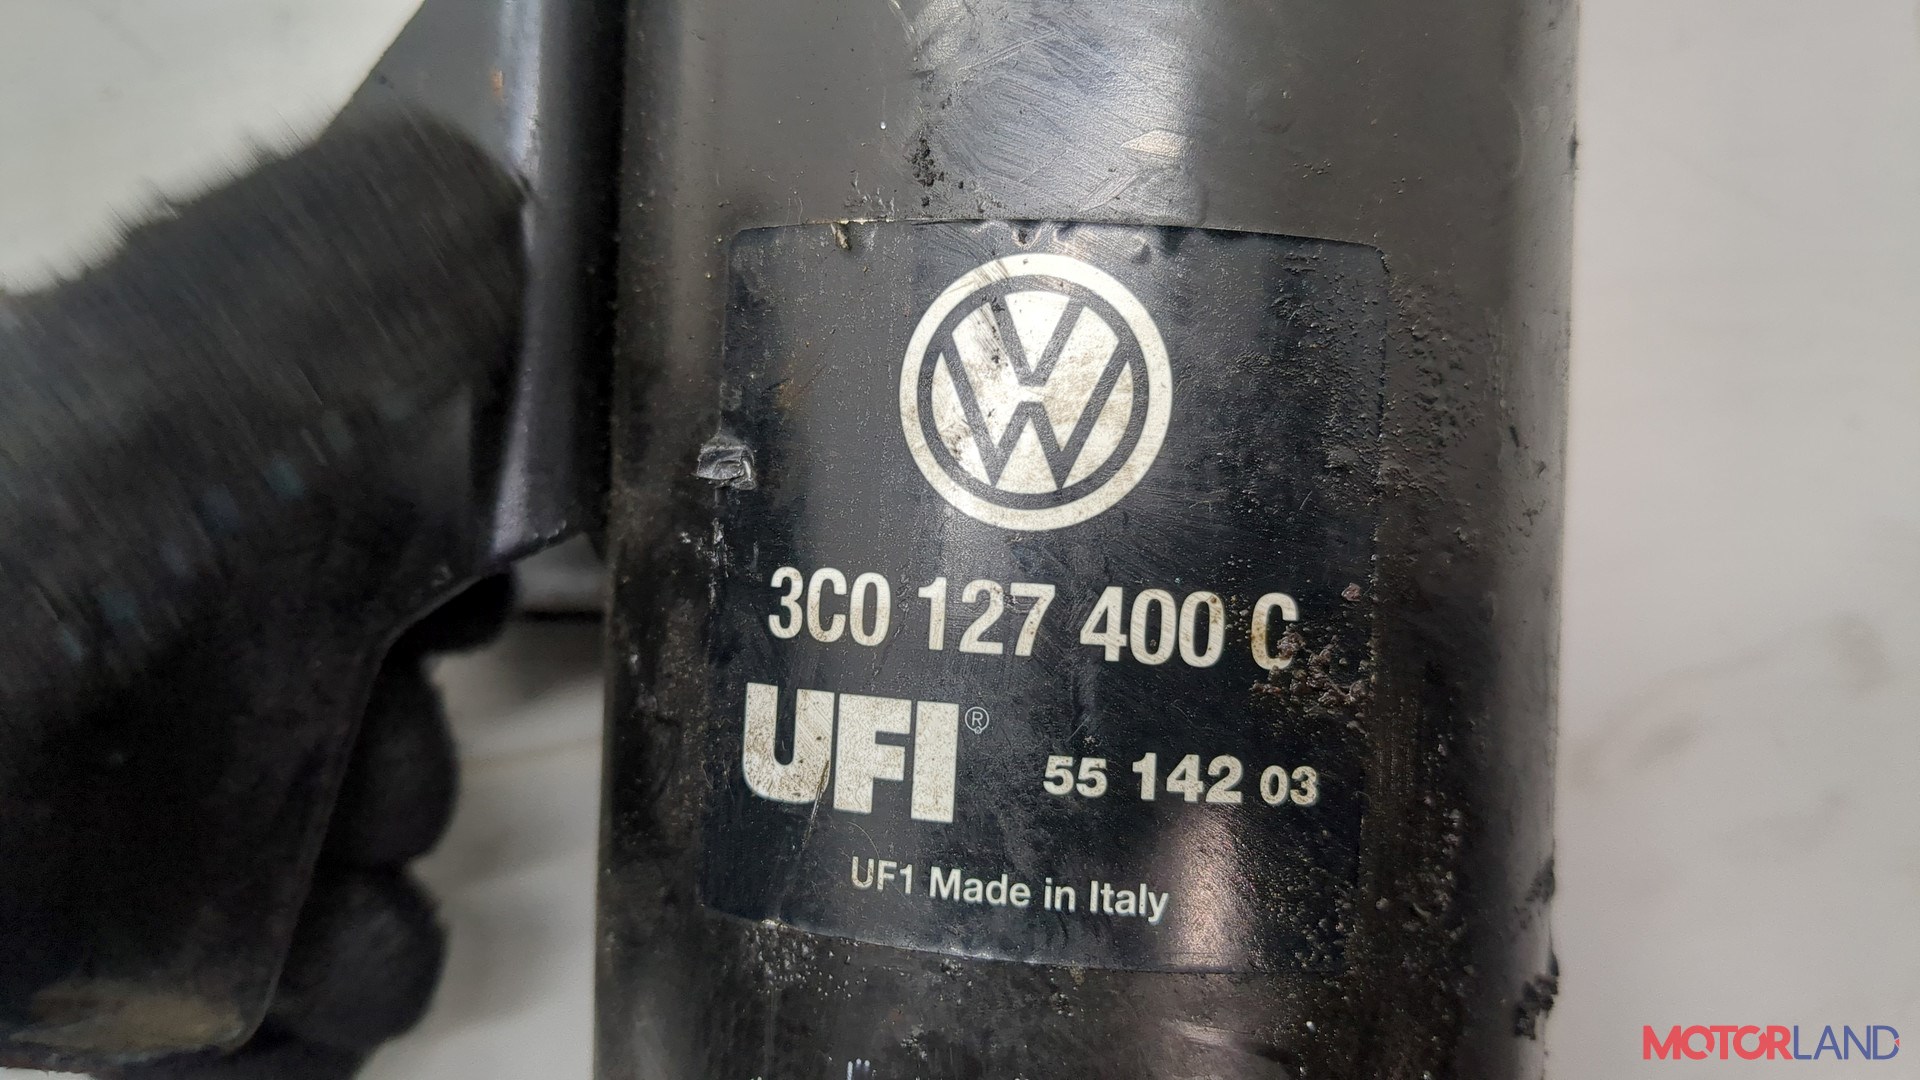 3C0 127 400 C
UFI®
55 142 03
UF1 Made in Italy
MOTORLAND